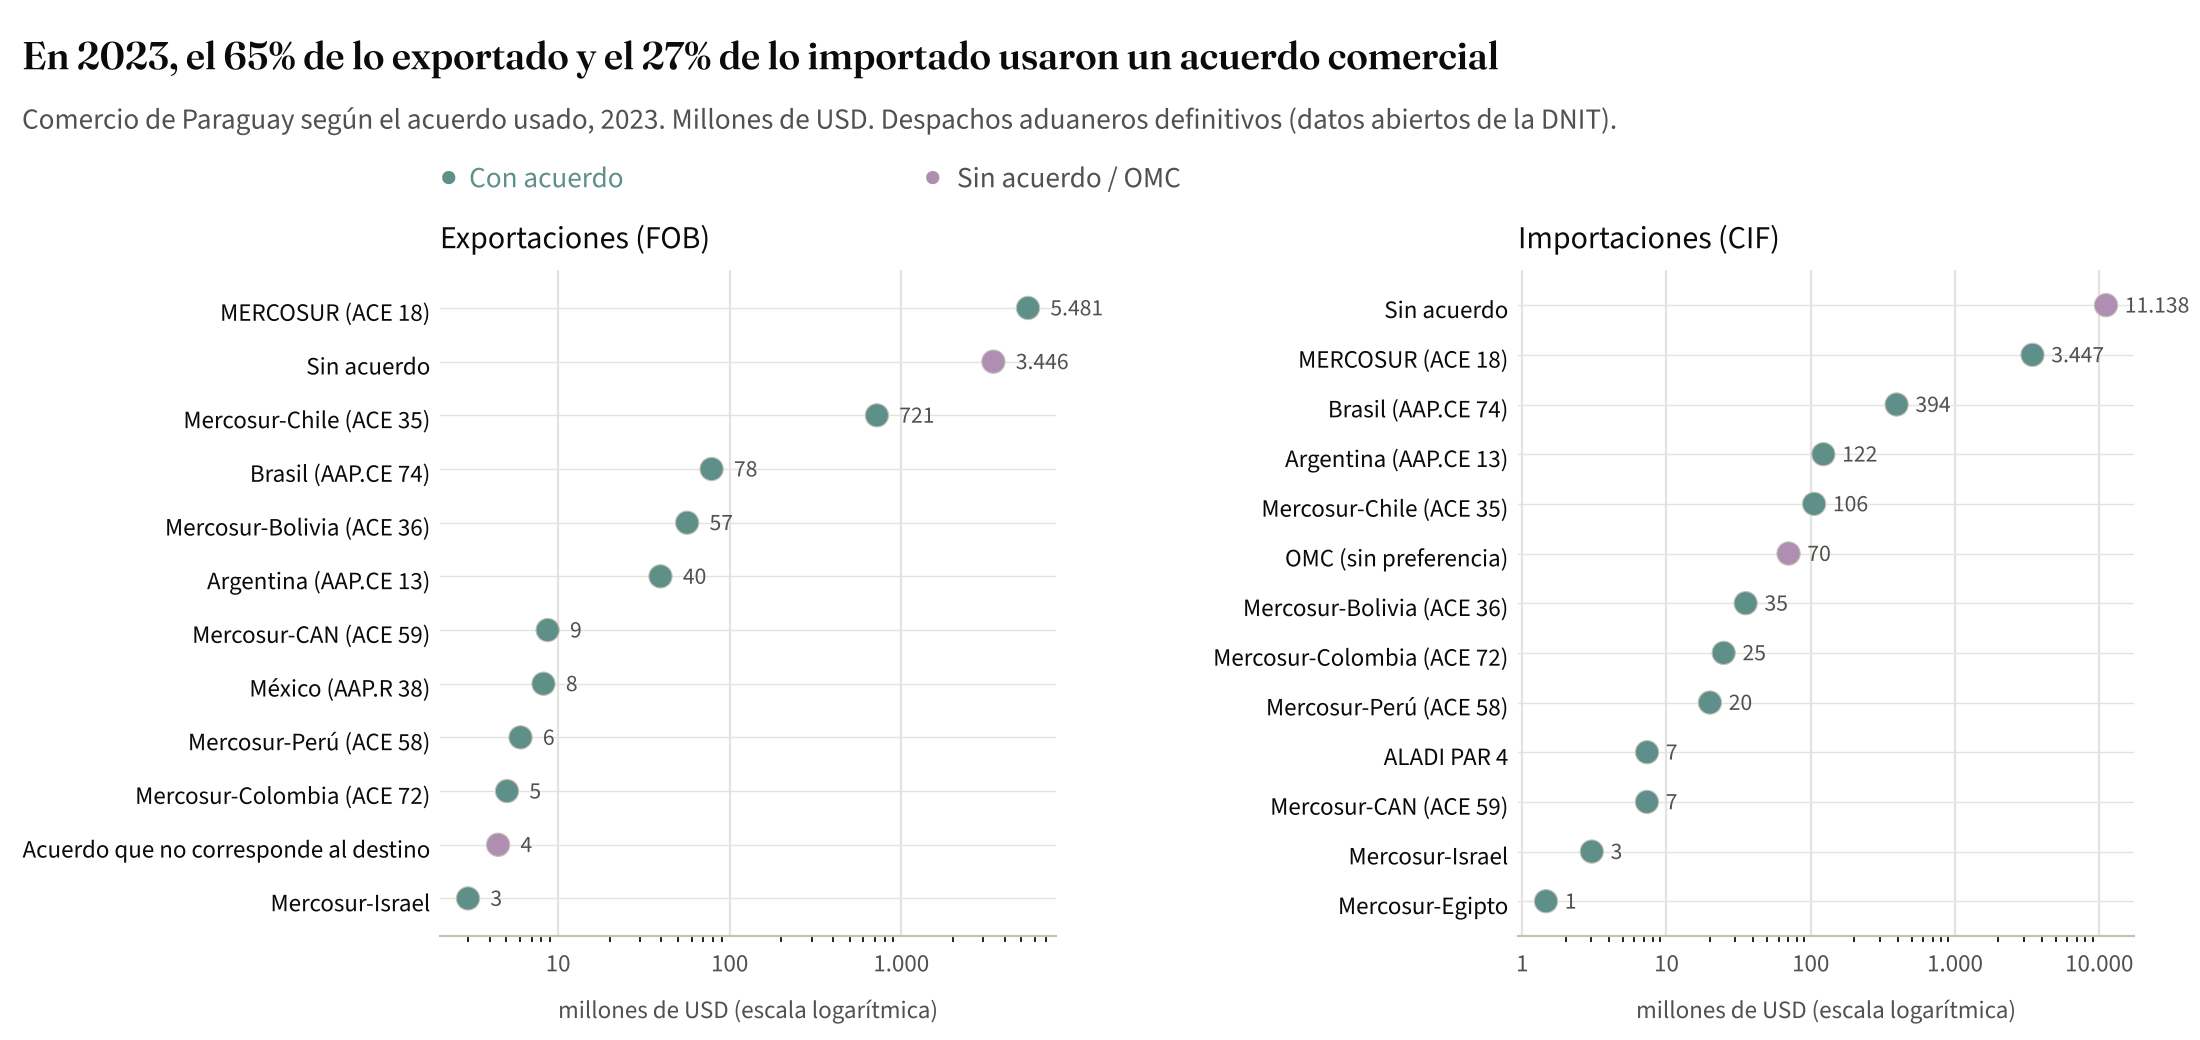 En 2023, el 65% de lo exportado y el 27% de lo importado usaron un acuerdo comercial
Comercio de Paraguay según el acuerdo usado, 2023. Millones de USD. Despachos aduaneros definitivos (datos abiertos de la DNIT).
Con acuerdo
Sin acuerdo / OMC
Exportaciones (FOB)
MERCOSUR (ACE 18) 5.481
Sin acuerdo 3.446
Mercosur-Chile (ACE 35) 721
Brasil (AAP.CE 74) 78
Mercosur-Bolivia (ACE 36) 57
Argentina (AAP.CE 13) 40
Mercosur-CAN (ACE 59) 9
México (AAP.R 38) 8
Mercosur-Perú (ACE 58) 6
Mercosur-Colombia (ACE 72) 5
Acuerdo que no corresponde al destino 4
Mercosur-Israel 3
10 100 1.000
millones de USD (escala logarítmica)
Importaciones (CIF)
Sin acuerdo 11.138
MERCOSUR (ACE 18) 3.447
Brasil (AAP.CE 74) 394
Argentina (AAP.CE 13) 122
Mercosur-Chile (ACE 35) 106
OMC (sin preferencia) 70
Mercosur-Bolivia (ACE 36) 35
Mercosur-Colombia (ACE 72) 25
Mercosur-Perú (ACE 58) 20
ALADI PAR 4 7
Mercosur-CAN (ACE 59) 7
Mercosur-Israel 3
Mercosur-Egipto 1
1 10 100 1.000 10.000
millones de USD (escala logarítmica)